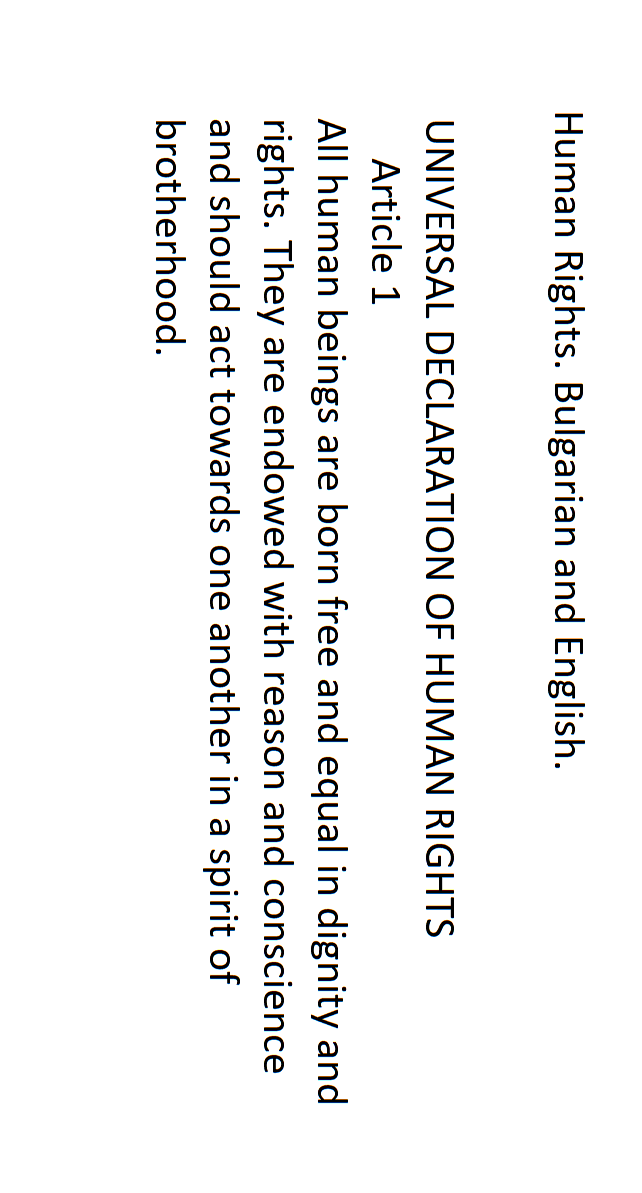 Human Rights. Bulgarian and English.
UNIVERSAL DECLARATION OF HUMAN RIGHTS
Article 1
All human beings are born free and equal in dignity and
rights. They are endowed with reason and conscience
and should act towards one another in a spirit of
brotherhood.